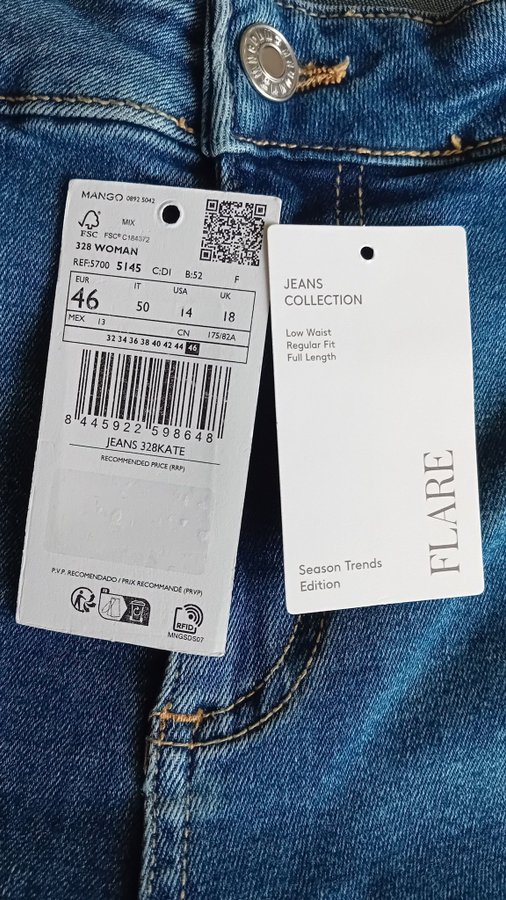 MANGO 0892 5042
MIX
FSC
FSC® C184372
328 WOMAN
REF:5700 5145 C:DI B:52 F
EUR IT USA UK
46 50 14 18
MEX 13 CN 175/82A
32 34 36 38 40 42 44 46
8 445922 598648
JEANS 328KATE
RECOMMENDED PRICE (RRP)
P.V.P. RECOMENDADO / PRIX RECOMMANDÉ (PRVP)
RFID
MNGSDS07
JEANS
COLLECTION
Low Waist
Regular Fit
Full Length
FLARE
Season Trends
Edition